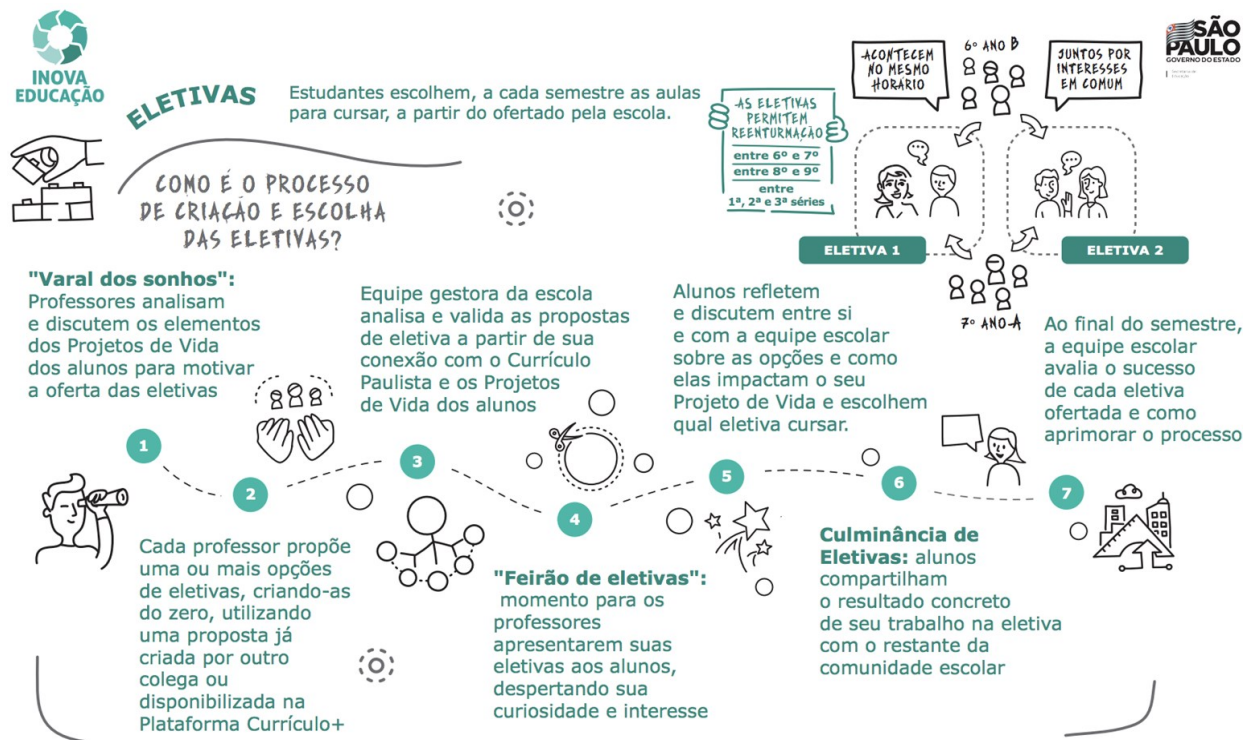 INOVA
EDUCAÇÃO
ELETIVAS
Estudantes escolhem, a cada semestre as aulas
para cursar, a partir do ofertado pela escola.
COMO É O PROCESSO
DE CRIAÇÃO E ESCOLHA
DAS ELETIVAS?
AS ELETIVAS
PERMITEM
REENTURMAÇÃO
entre 6º e 7º
entre 8º e 9º
entre
1ª, 2ª e 3ª séries
ACONTECEM
NO MESMO
HORÁRIO
6º ANO B
JUNTOS POR
INTERESSES
EM COMUM
SÃO
PAULO
GOVERNO DO ESTADO
Secretaria de
Educação
ELETIVA 1
ELETIVA 2
7º ANO A
"Varal dos sonhos":
Professores analisam
e discutem os elementos
dos Projetos de Vida
dos alunos para motivar
a oferta das eletivas
1
2
Cada professor propõe
uma ou mais opções
de eletivas, criando-as
do zero, utilizando
uma proposta já
criada por outro
colega ou
disponibilizada na
Plataforma Currículo+
Equipe gestora da escola
analisa e valida as propostas
de eletiva a partir de sua
conexão com o Currículo
Paulista e os Projetos
de Vida dos alunos
3
4
"Feirão de eletivas":
momento para os
professores
apresentarem suas
eletivas aos alunos,
despertando sua
curiosidade e interesse
Alunos refletem
e discutem entre si
e com a equipe escolar
sobre as opções e como
elas impactam o seu
Projeto de Vida e escolhem
qual eletiva cursar.
5
6
Culminância de
Eletivas: alunos
compartilham
o resultado concreto
de seu trabalho na eletiva
com o restante da
comunidade escolar
Ao final do semestre,
a equipe escolar
avalia o sucesso
de cada eletiva
ofertada e como
aprimorar o processo
7